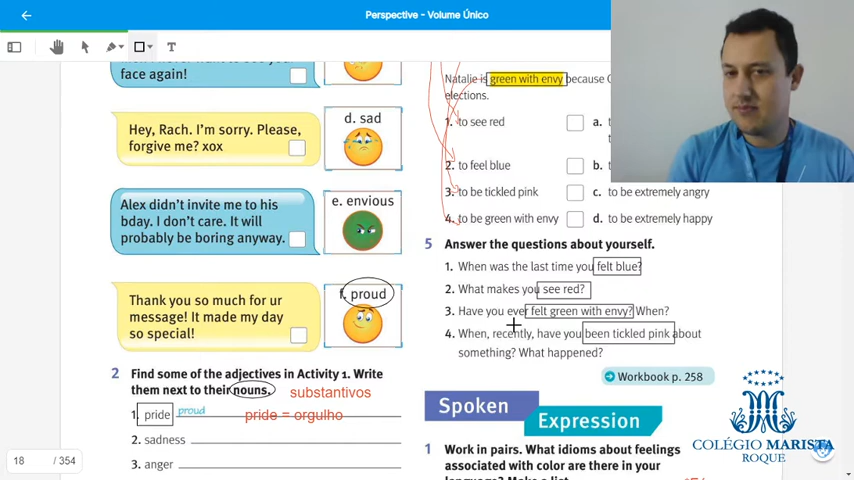 Perspective - Volume Único
face again!
d. sad
Hey, Rach. I'm sorry. Please,
forgive me? xox
e. envious
Alex didn't invite me to his
bday. I don't care. It will
probably be boring anyway.
f. proud
Thank you so much for ur
message! It made my day
so special!
2 Find some of the adjectives in Activity 1. Write
them next to their nouns.
substantivos
1. pride proud
pride = orgulho
2. sadness
3. anger
18 / 354
Natalie is green with envy because
elections.
1. to see red
a.
2. to feel blue
b.
3. to be tickled pink
c. to be extremely angry
4. to be green with envy
d. to be extremely happy
5 Answer the questions about yourself.
1. When was the last time you felt blue?
2. What makes you see red?
3. Have you ever felt green with envy? When?
4. When, recently, have you been tickled pink about
something? What happened?
Workbook p. 258
Spoken
Expression
1 Work in pairs. What idioms about feelings
associated with color are there in your
language? Make a list.
COLÉGIO MARISTA
ROQUE